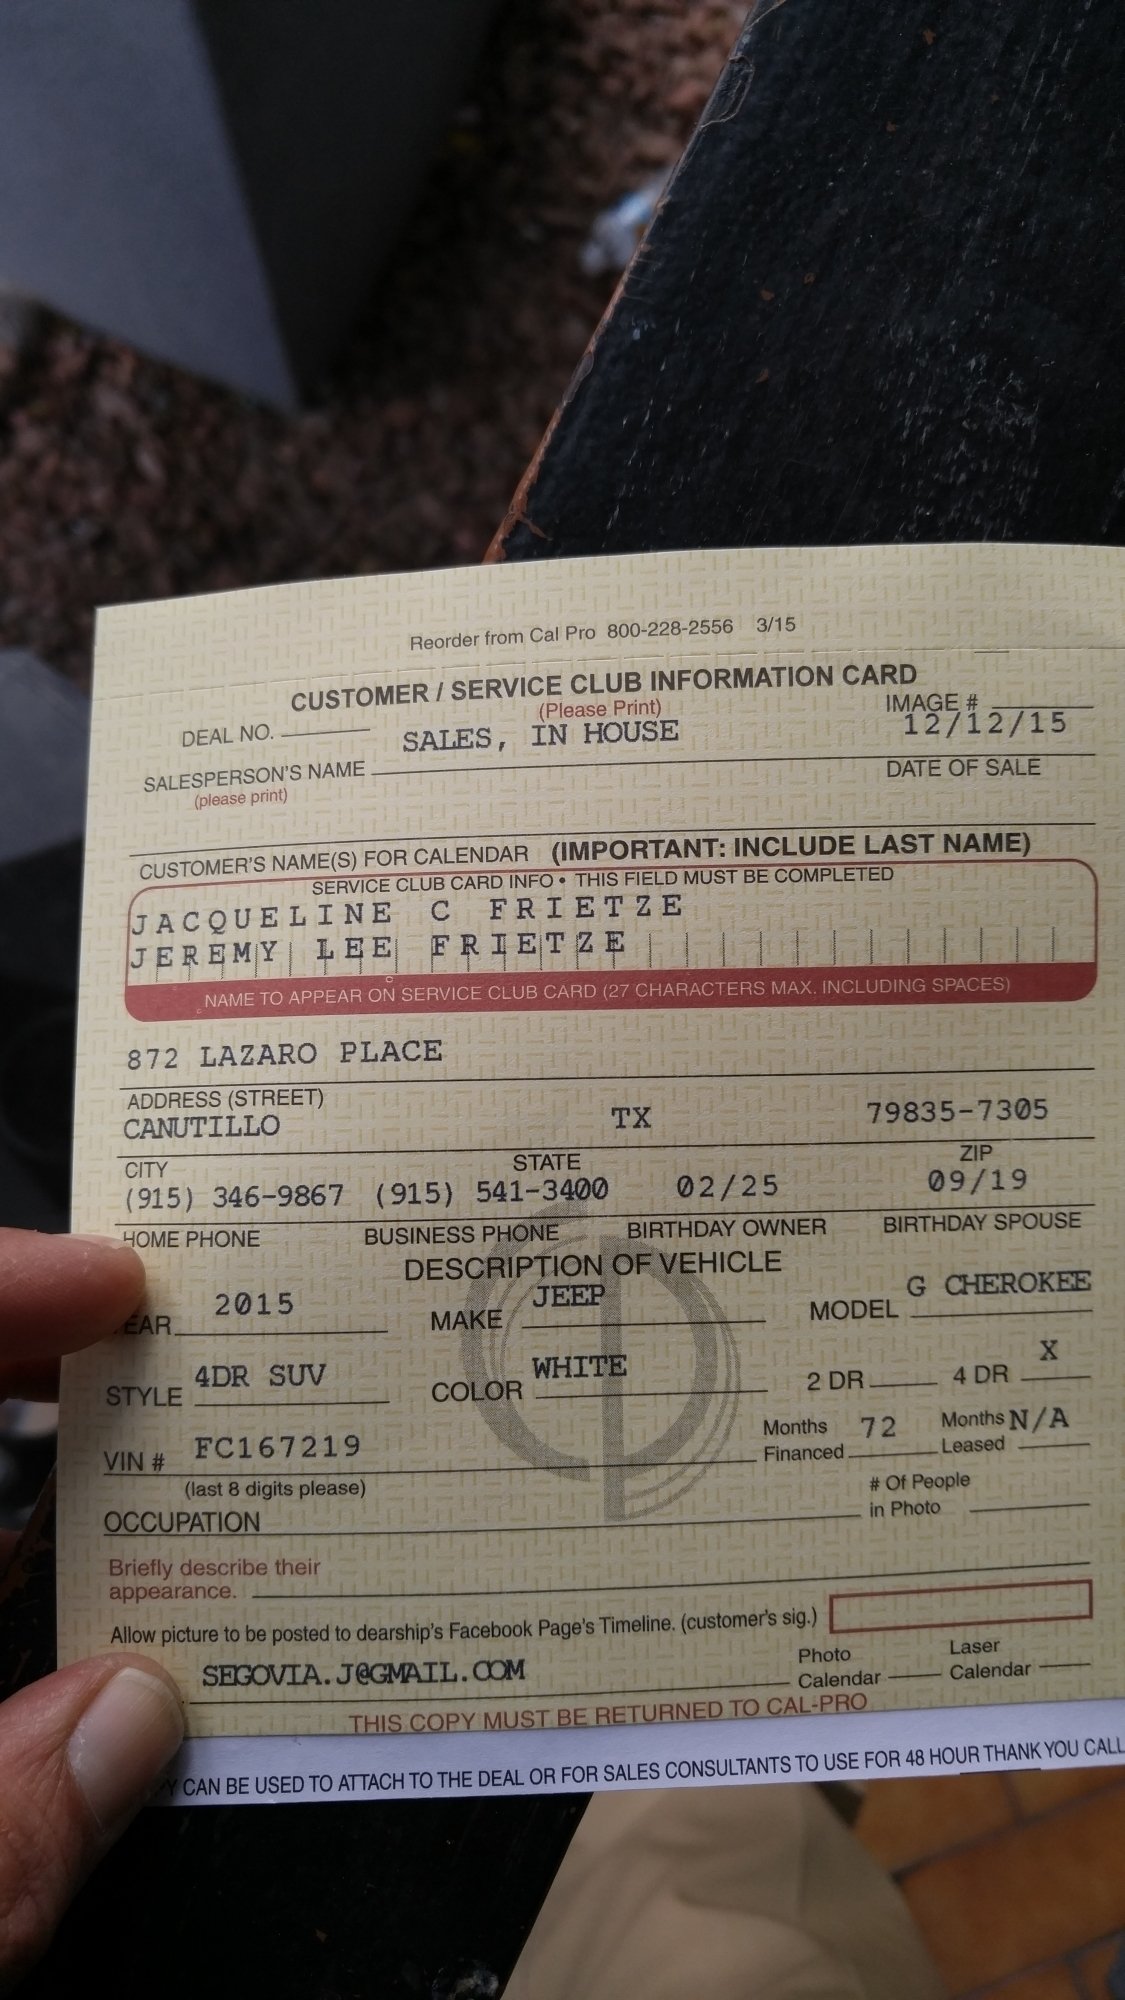 Reorder from Cal Pro 800-228-2556 3/15
CUSTOMER / SERVICE CLUB INFORMATION CARD
(Please Print)
IMAGE #
DEAL NO. SALES, IN HOUSE 12/12/15
SALESPERSON'S NAME DATE OF SALE
(please print)
CUSTOMER'S NAME(S) FOR CALENDAR (IMPORTANT: INCLUDE LAST NAME)
SERVICE CLUB CARD INFO • THIS FIELD MUST BE COMPLETED
JACQUELINE C FRIETZE
JEREMY LEE FRIETZE
NAME TO APPEAR ON SERVICE CLUB CARD (27 CHARACTERS MAX. INCLUDING SPACES)
872 LAZARO PLACE
ADDRESS (STREET)
CANUTILLO TX 79835-7305
CITY STATE ZIP
(915) 346-9867 (915) 541-3400 02/25 09/19
HOME PHONE BUSINESS PHONE BIRTHDAY OWNER BIRTHDAY SPOUSE
DESCRIPTION OF VEHICLE
EAR 2015 MAKE JEEP MODEL G CHEROKEE
STYLE 4DR SUV COLOR WHITE 2 DR 4 DR X
VIN # FC167219 Months Financed 72 Months Leased N/A
(last 8 digits please)
OCCUPATION # Of People in Photo
Briefly describe their
appearance.
Allow picture to be posted to dearship's Facebook Page's Timeline. (customer's sig.)
SEGOVIA.J@GMAIL.COM Photo Calendar Laser Calendar
THIS COPY MUST BE RETURNED TO CAL-PRO
PY CAN BE USED TO ATTACH TO THE DEAL OR FOR SALES CONSULTANTS TO USE FOR 48 HOUR THANK YOU CALL